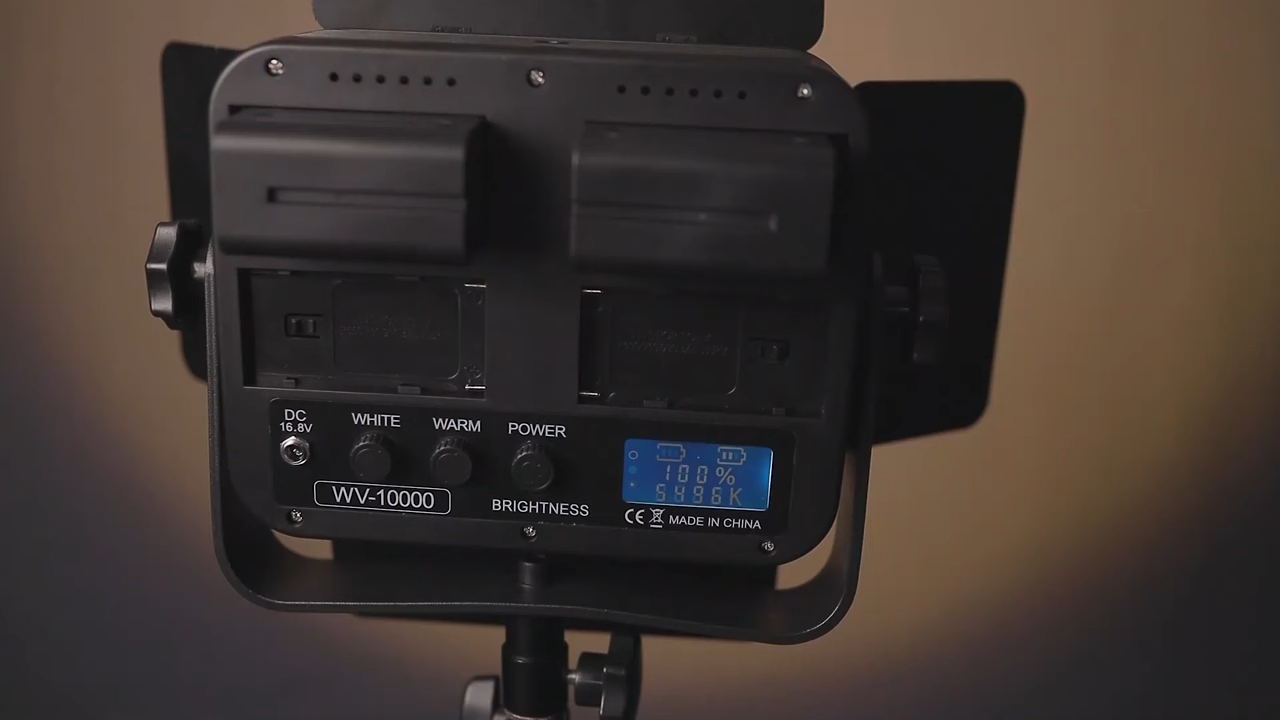 DC
16.8V
WHITE
WARM
POWER
WV-10000
BRIGHTNESS
100%
5496K
CE MADE IN CHINA